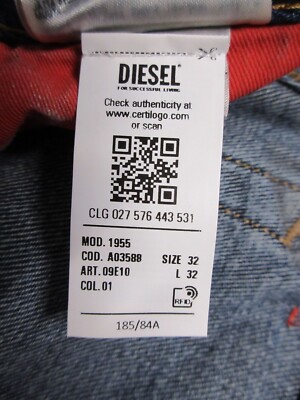 DIESEL
FOR SUCCESSFUL LIVING
Check authenticity at
www.certilogo.com
or scan
CLG 027 576 443 531
MOD. 1955
COD. A03588 SIZE 32
ART. 09E10 L 32
COL. 01
RFID
185/84A